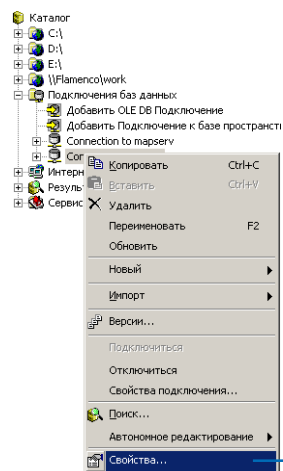 Каталог
C:\
D:\
E:\
\\Flamenco\work
Подключения баз данных
Добавить OLE DB Подключение
Добавить Подключение к базе пространст
Connection to mapserv
Интерн
Резуль
Сервис
Копировать Ctrl+C
Вставить Ctrl+V
Удалить
Переименовать F2
Обновить
Новый
Импорт
Версии...
Подключиться
Отключиться
Свойства подключения...
Поиск...
Автономное редактирование
Свойства...